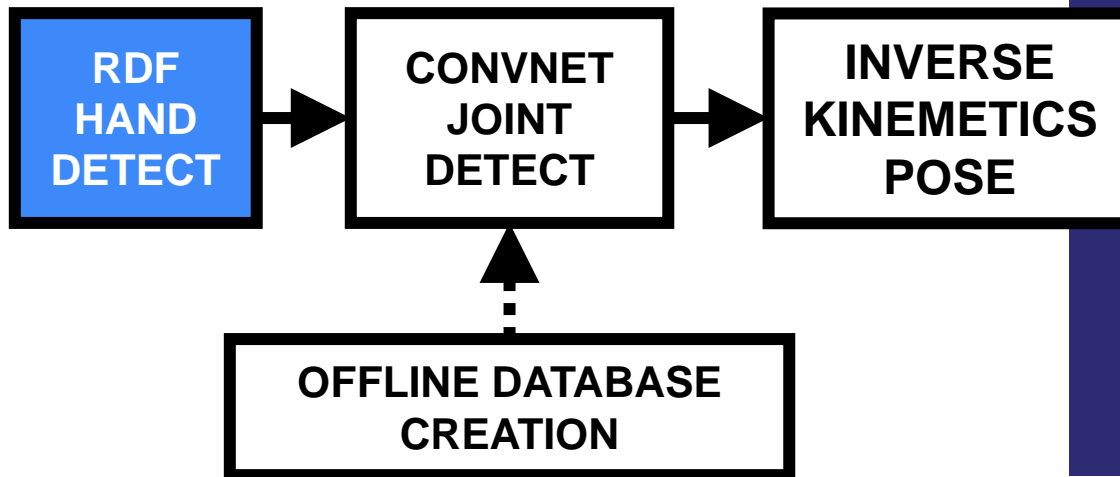 RDF
HAND
DETECT
CONVNET
JOINT
DETECT
INVERSE
KINEMETICS
POSE
OFFLINE DATABASE
CREATION